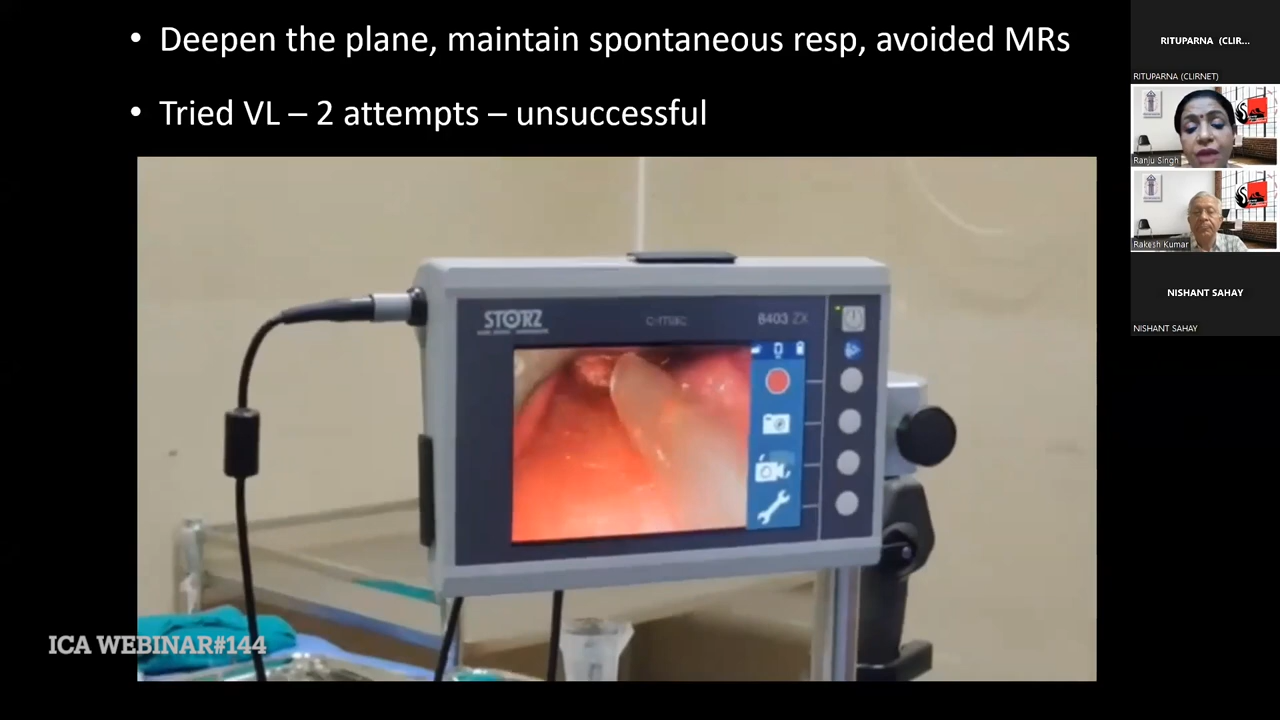 • Deepen the plane, maintain spontaneous resp, avoided MRs
• Tried VL – 2 attempts – unsuccessful
STORZ
c-mac
8403 ZX
ICA WEBINAR#144
RITUPARNA (CLIR...
RITUPARNA (CLIRNET)
Ranju Singh
Rakesh Kumar
NISHANT SAHAY
NISHANT SAHAY